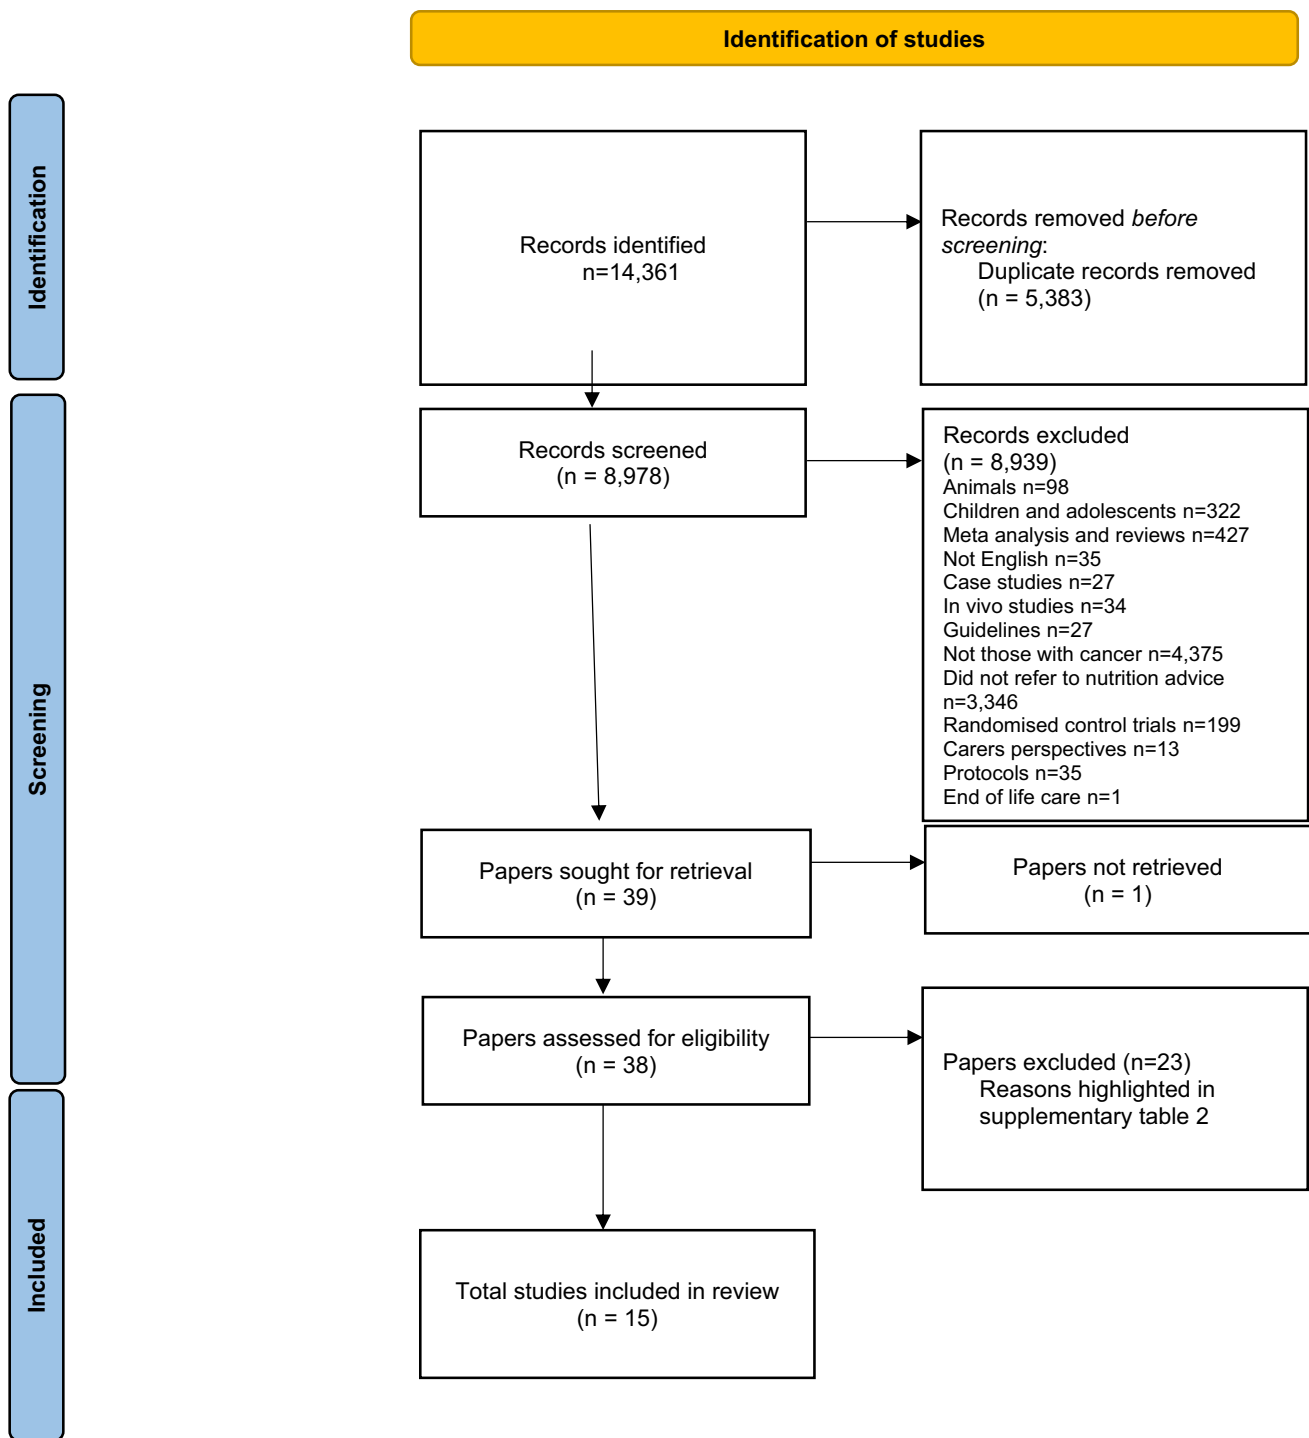 Identification of studies
Identification
Records identified
n=14,361
Records removed before
screening:
Duplicate records removed
(n = 5,383)
Screening
Records screened
(n = 8,978)
Records excluded
(n = 8,939)
Animals n=98
Children and adolescents n=322
Meta analysis and reviews n=427
Not English n=35
Case studies n=27
In vivo studies n=34
Guidelines n=27
Not those with cancer n=4,375
Did not refer to nutrition advice
n=3,346
Randomised control trials n=199
Carers perspectives n=13
Protocols n=35
End of life care n=1
Papers sought for retrieval
(n = 39)
Papers not retrieved
(n = 1)
Papers assessed for eligibility
(n = 38)
Papers excluded (n=23)
Reasons highlighted in
supplementary table 2
Included
Total studies included in review
(n = 15)